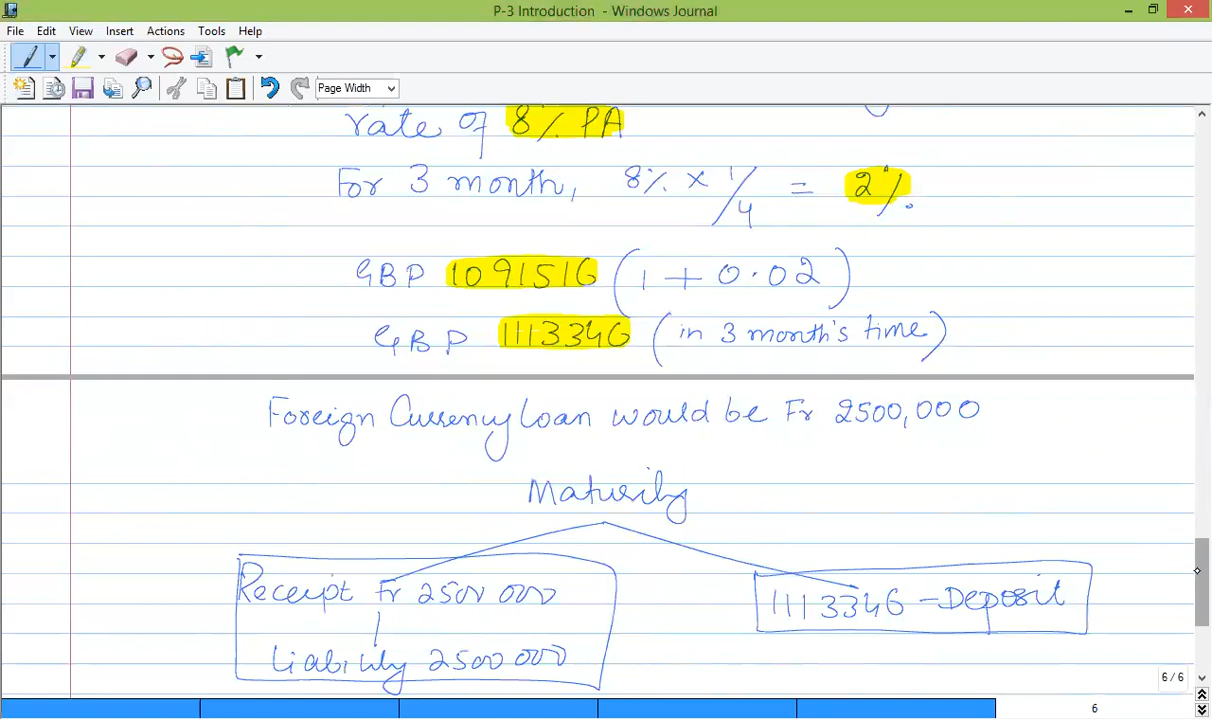 P-3 Introduction - Windows Journal
File Edit View Insert Actions Tools Help
Page Width
rate of 8% PA
For 3 month, 8% × 1/4 = 2%.
GBP 1091516 (1 + 0.02)
GBP 1113346 (in 3 month's time)
Foreign Currency loan would be Fr 2500,000
Maturity
Receipt Fr 2500 000
1113346 - Deposit
Liability 2500 000
6 / 6
6